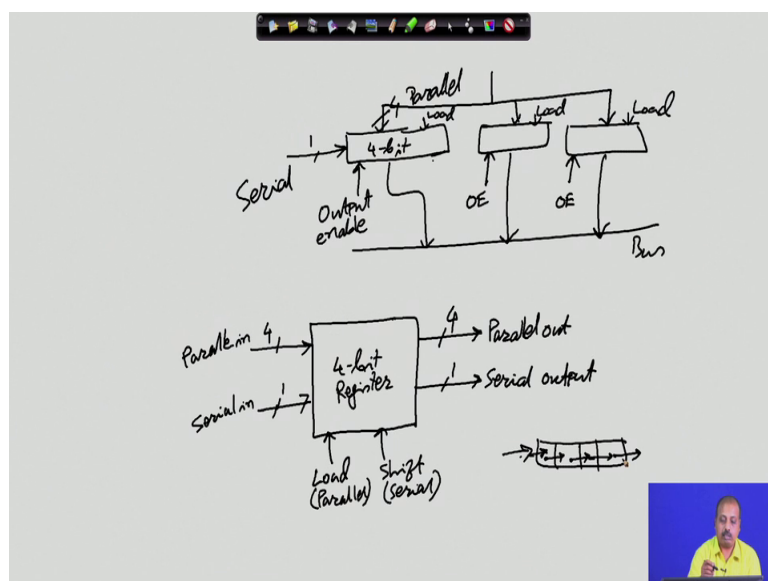 Parallel
4
Load
Load
Load
1
4-bit
Serial
Output
enable
OE
OE
Bus
Paralle in 4
4
Parallel out
4-bit
Register
1
Serial output
Serial in
1
Load
(Parallel)
Shift
(Serial)